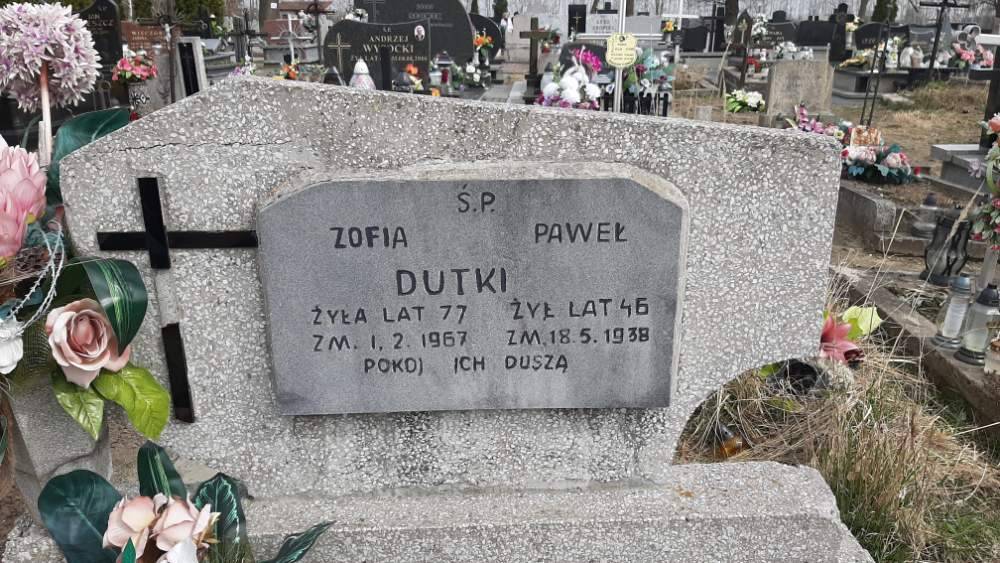 Ś.P.
ZOFIA PAWEŁ
DUTKI
ŻYŁA LAT 77 ŻYŁ LAT 46
ZM. 1.2.1967 ZM.18.5.1938
POKOJ ICH DUSZĄ
Ś.P.
ANDRZEJ
WYSOCKI